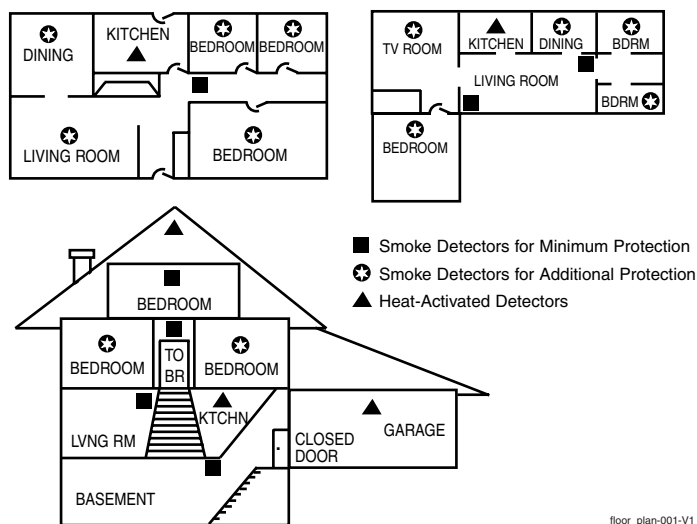 DINING
KITCHEN
BEDROOM
BEDROOM
LIVING ROOM
BEDROOM
TV ROOM
KITCHEN
DINING
BDRM
LIVING ROOM
BDRM
BEDROOM
Smoke Detectors for Minimum Protection
Smoke Detectors for Additional Protection
Heat-Activated Detectors
BEDROOM
BEDROOM
TO
BR
BEDROOM
LVNG RM
KTCHN
CLOSED
DOOR
GARAGE
BASEMENT
floor_plan-001-V1